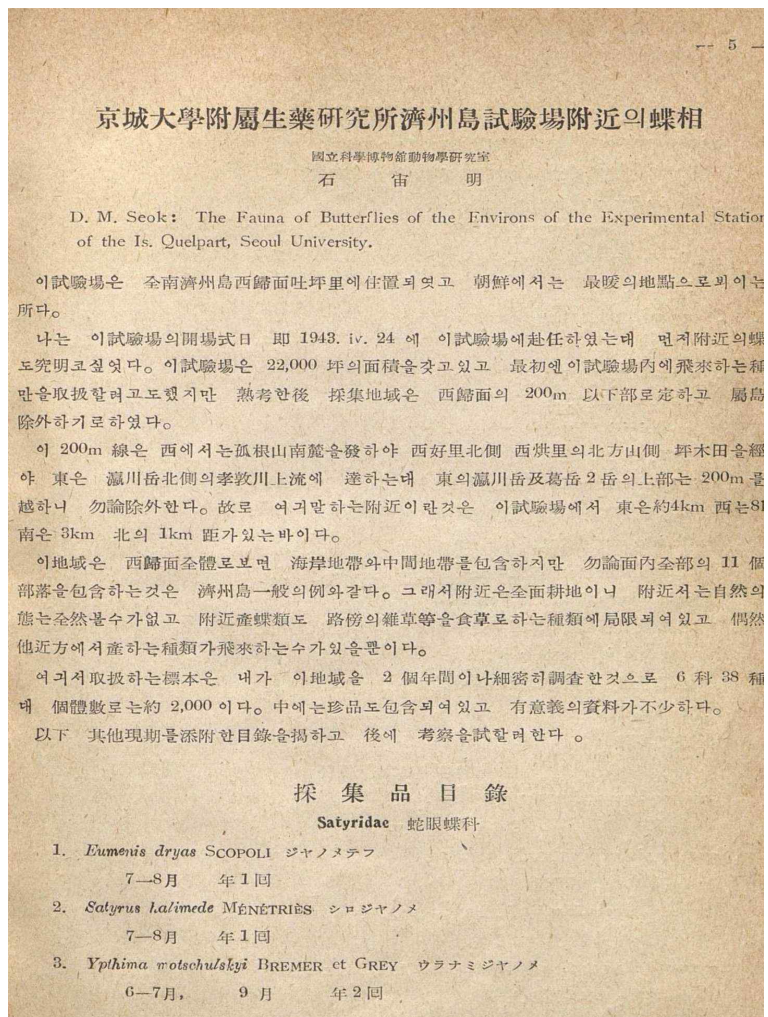 — 5 —
京城大學附屬生藥硏究所濟州島試驗場附近의蝶相
國立科學博物館動物學硏究室
石 宙 明
D. M. Seok: The Fauna of Butterflies of the Environs of the Experimental Station
of the Is. Quelpart, Seoul University.
이試驗場은 全南濟州島西歸面吐坪里에位置되엿고 朝鮮에서는 最暖의地點으로뵈이는
所다。
나는 이試驗場의開場式日 即 1943. iv. 24 에 이試驗場에赴任하였는대 먼저附近의蝶
도究明코싶엇다。이試驗場은 22,000 坪의面積을갖고있고 最初엔이試驗場內에飛來하는種
만을取扱할려고도했지만 熟考한後 採集地域은 西歸面의 200m 以下部로定하고 屬島
除外하기로하였다。
이 200m 線은 西에서는孤根山南麓을發하야 西好里北側 西烘里의北方山側 坪木田을經
야 東은 瀛川岳北側의孝敦川上流에 達하는대 東의瀛川岳及葛岳 2 岳의上部는 200m 를
越하니 勿論除外한다。故로 여긔말하는附近이란것은 이試驗場에서 東은約4km 西는8
南은 3km 北의 1km 距가있는바이다。
이地域은 西歸面全體로보면 海岸地帶와中間地帶를包含하지만 勿論面內全部의 11 個
部落을包含하는것은 濟州島一般의例와갈다。그래서附近은全面耕地이니 附近서는自然의
態는全然볼수가없고 附近產蝶類도 路傍의雜草等을食草로하는種類에局限되여있고 偶然
他近方에서產하는種類가飛來하는수가있을뿐이다。
여긔서取扱하는標本은 내가 이地域을 2 個年間이나細密히調査한것으로 6 科 38 種
대 個體數로는約 2,000 이다。中에는珍品도包含되여있고 有意義의資料가不少하다。
以下 其他現期를添附한目錄을揭하고 後에 考察을試할려한다 。
採 集 品 目 錄
Satyridae 蛇眼蝶科
1. Eumenis dryas SCOPOLI ジヤノメテフ
7—8月 年1回
2. Satyrus halimede MÉNÉTRIÈS シロジヤノメ
7—8月 年1回
3. Ypthima motschulskyi BREMER et GREY ウラナミジヤノメ
6—7月, 9 月 年2回